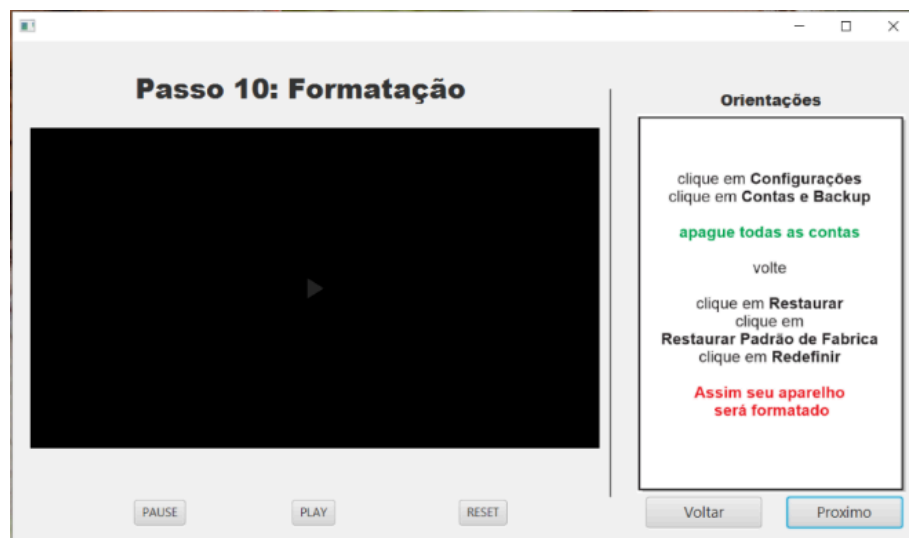 Passo 10: Formatação
Orientações
clique em Configurações
clique em Contas e Backup
apague todas as contas
volte
clique em Restaurar
clique em
Restaurar Padrão de Fabrica
clique em Redefinir
Assim seu aparelho
será formatado
PAUSE
PLAY
RESET
Voltar
Proximo